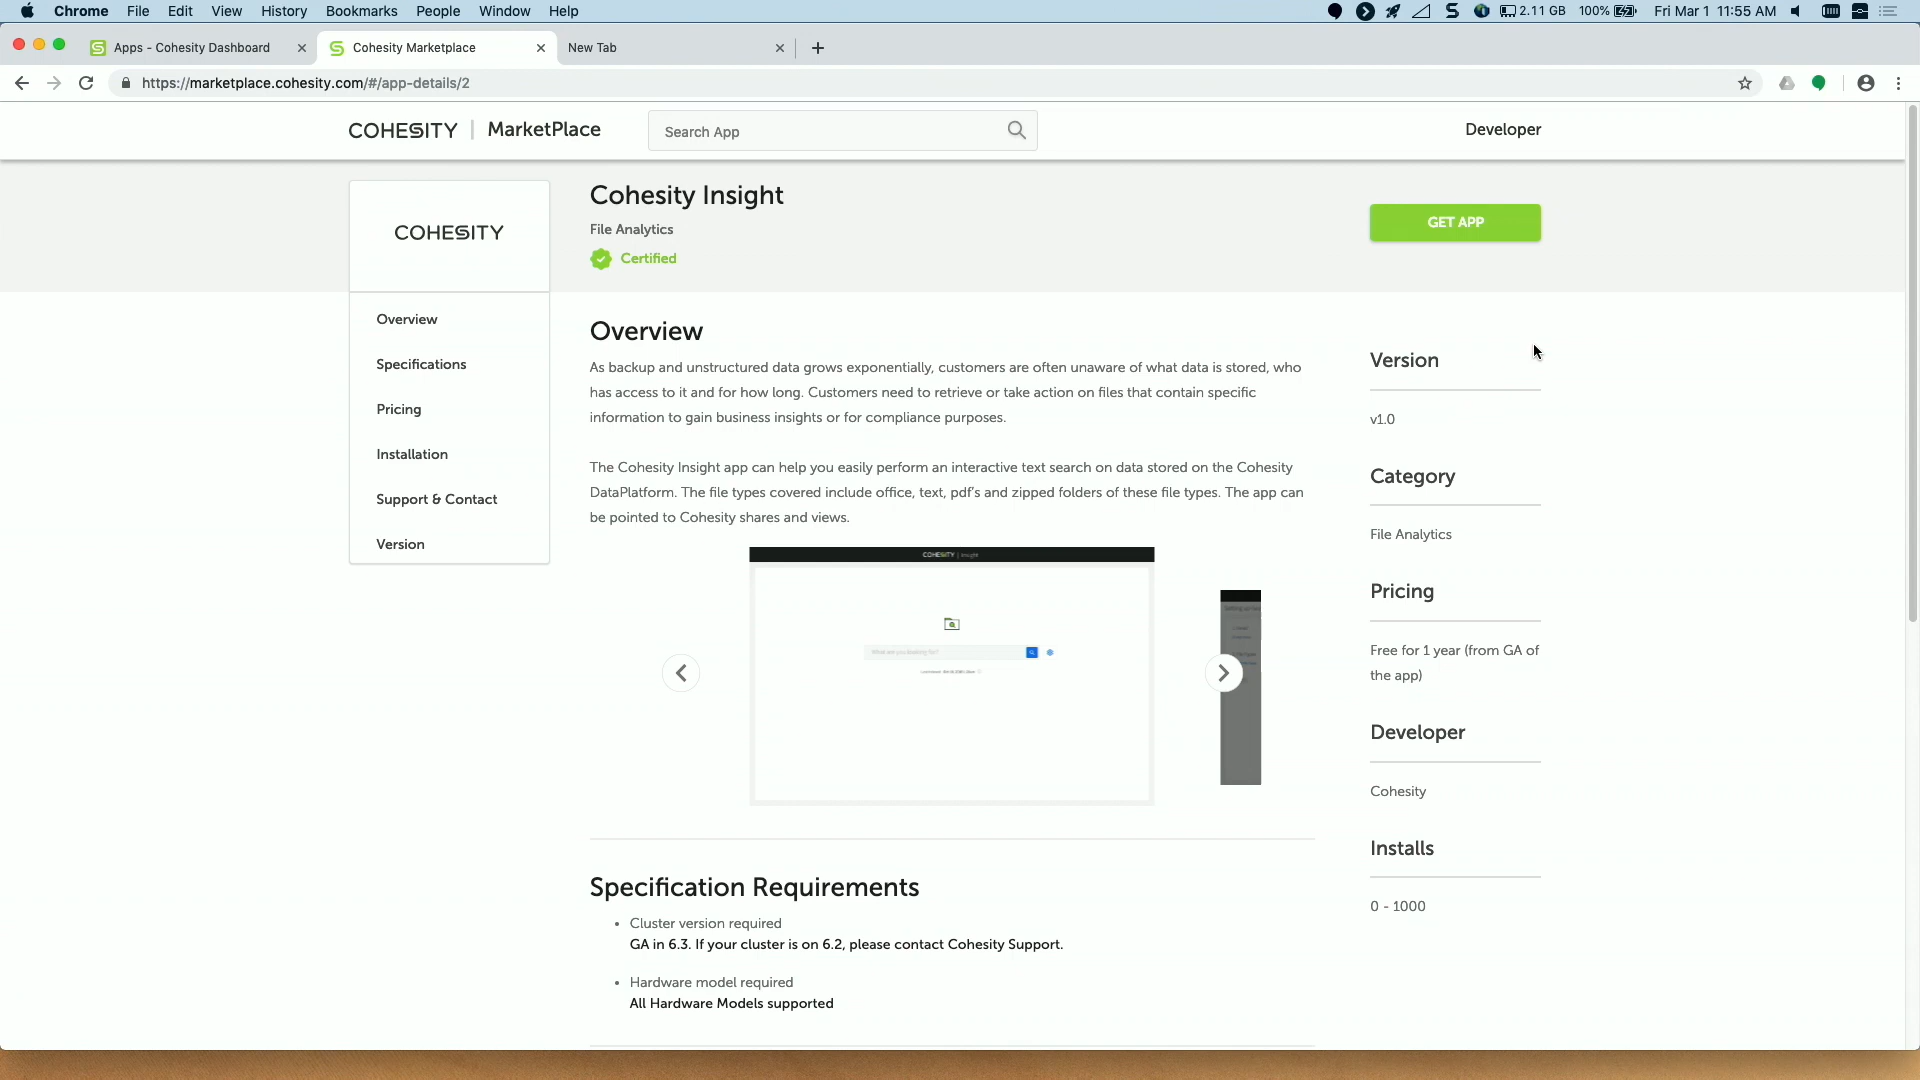 Chrome File Edit View History Bookmarks People Window Help 2.11 GB 100% Fri Mar 1 11:55 AM
Apps - Cohesity Dashboard Cohesity Marketplace New Tab
https://marketplace.cohesity.com/#/app-details/2
COHESITY | MarketPlace Search App Developer
COHESITY
Cohesity Insight
File Analytics
Certified
GET APP
Overview
Specifications
Pricing
Installation
Support & Contact
Version
Overview
As backup and unstructured data grows exponentially, customers are often unaware of what data is stored, who
has access to it and for how long. Customers need to retrieve or take action on files that contain specific
information to gain business insights or for compliance purposes.
The Cohesity Insight app can help you easily perform an interactive text search on data stored on the Cohesity
DataPlatform. The file types covered include office, text, pdf's and zipped folders of these file types. The app can
be pointed to Cohesity shares and views.
COHESITY | Insight
What are you looking for?
Specification Requirements
• Cluster version required
GA in 6.3. If your cluster is on 6.2, please contact Cohesity Support.
• Hardware model required
All Hardware Models supported
Version
v1.0
Category
File Analytics
Pricing
Free for 1 year (from GA of
the app)
Developer
Cohesity
Installs
0 - 1000